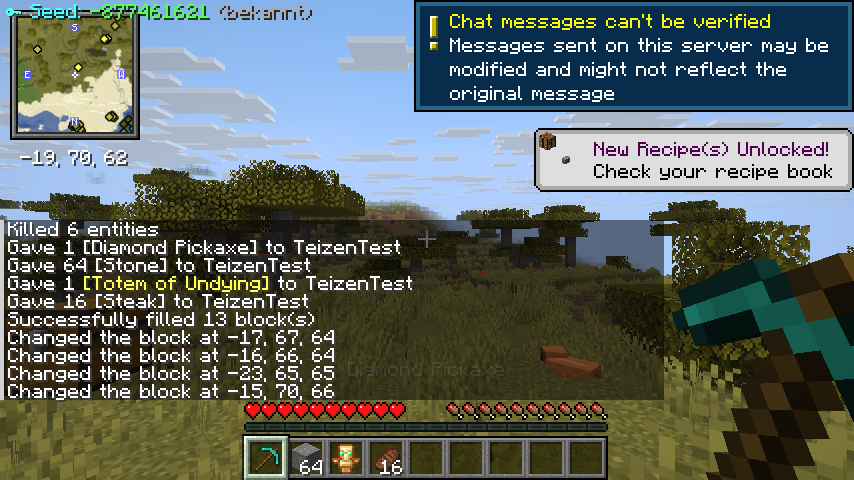 Seed: -877461621 (bekannt)
S
E
W
N
-19, 70, 62
Chat messages can't be verified
Messages sent on this server may be
modified and might not reflect the
original message
New Recipe(s) Unlocked!
Check your recipe book
Killed 6 entities
Gave 1 [Diamond Pickaxe] to TeizenTest
Gave 64 [Stone] to TeizenTest
Gave 1 [Totem of Undying] to TeizenTest
Gave 16 [Steak] to TeizenTest
Successfully filled 13 block(s)
Changed the block at -17, 67, 64
Changed the block at -16, 66, 64
Changed the block at -23, 65, 65
Changed the block at -15, 70, 66
Diamond Pickaxe
64
16